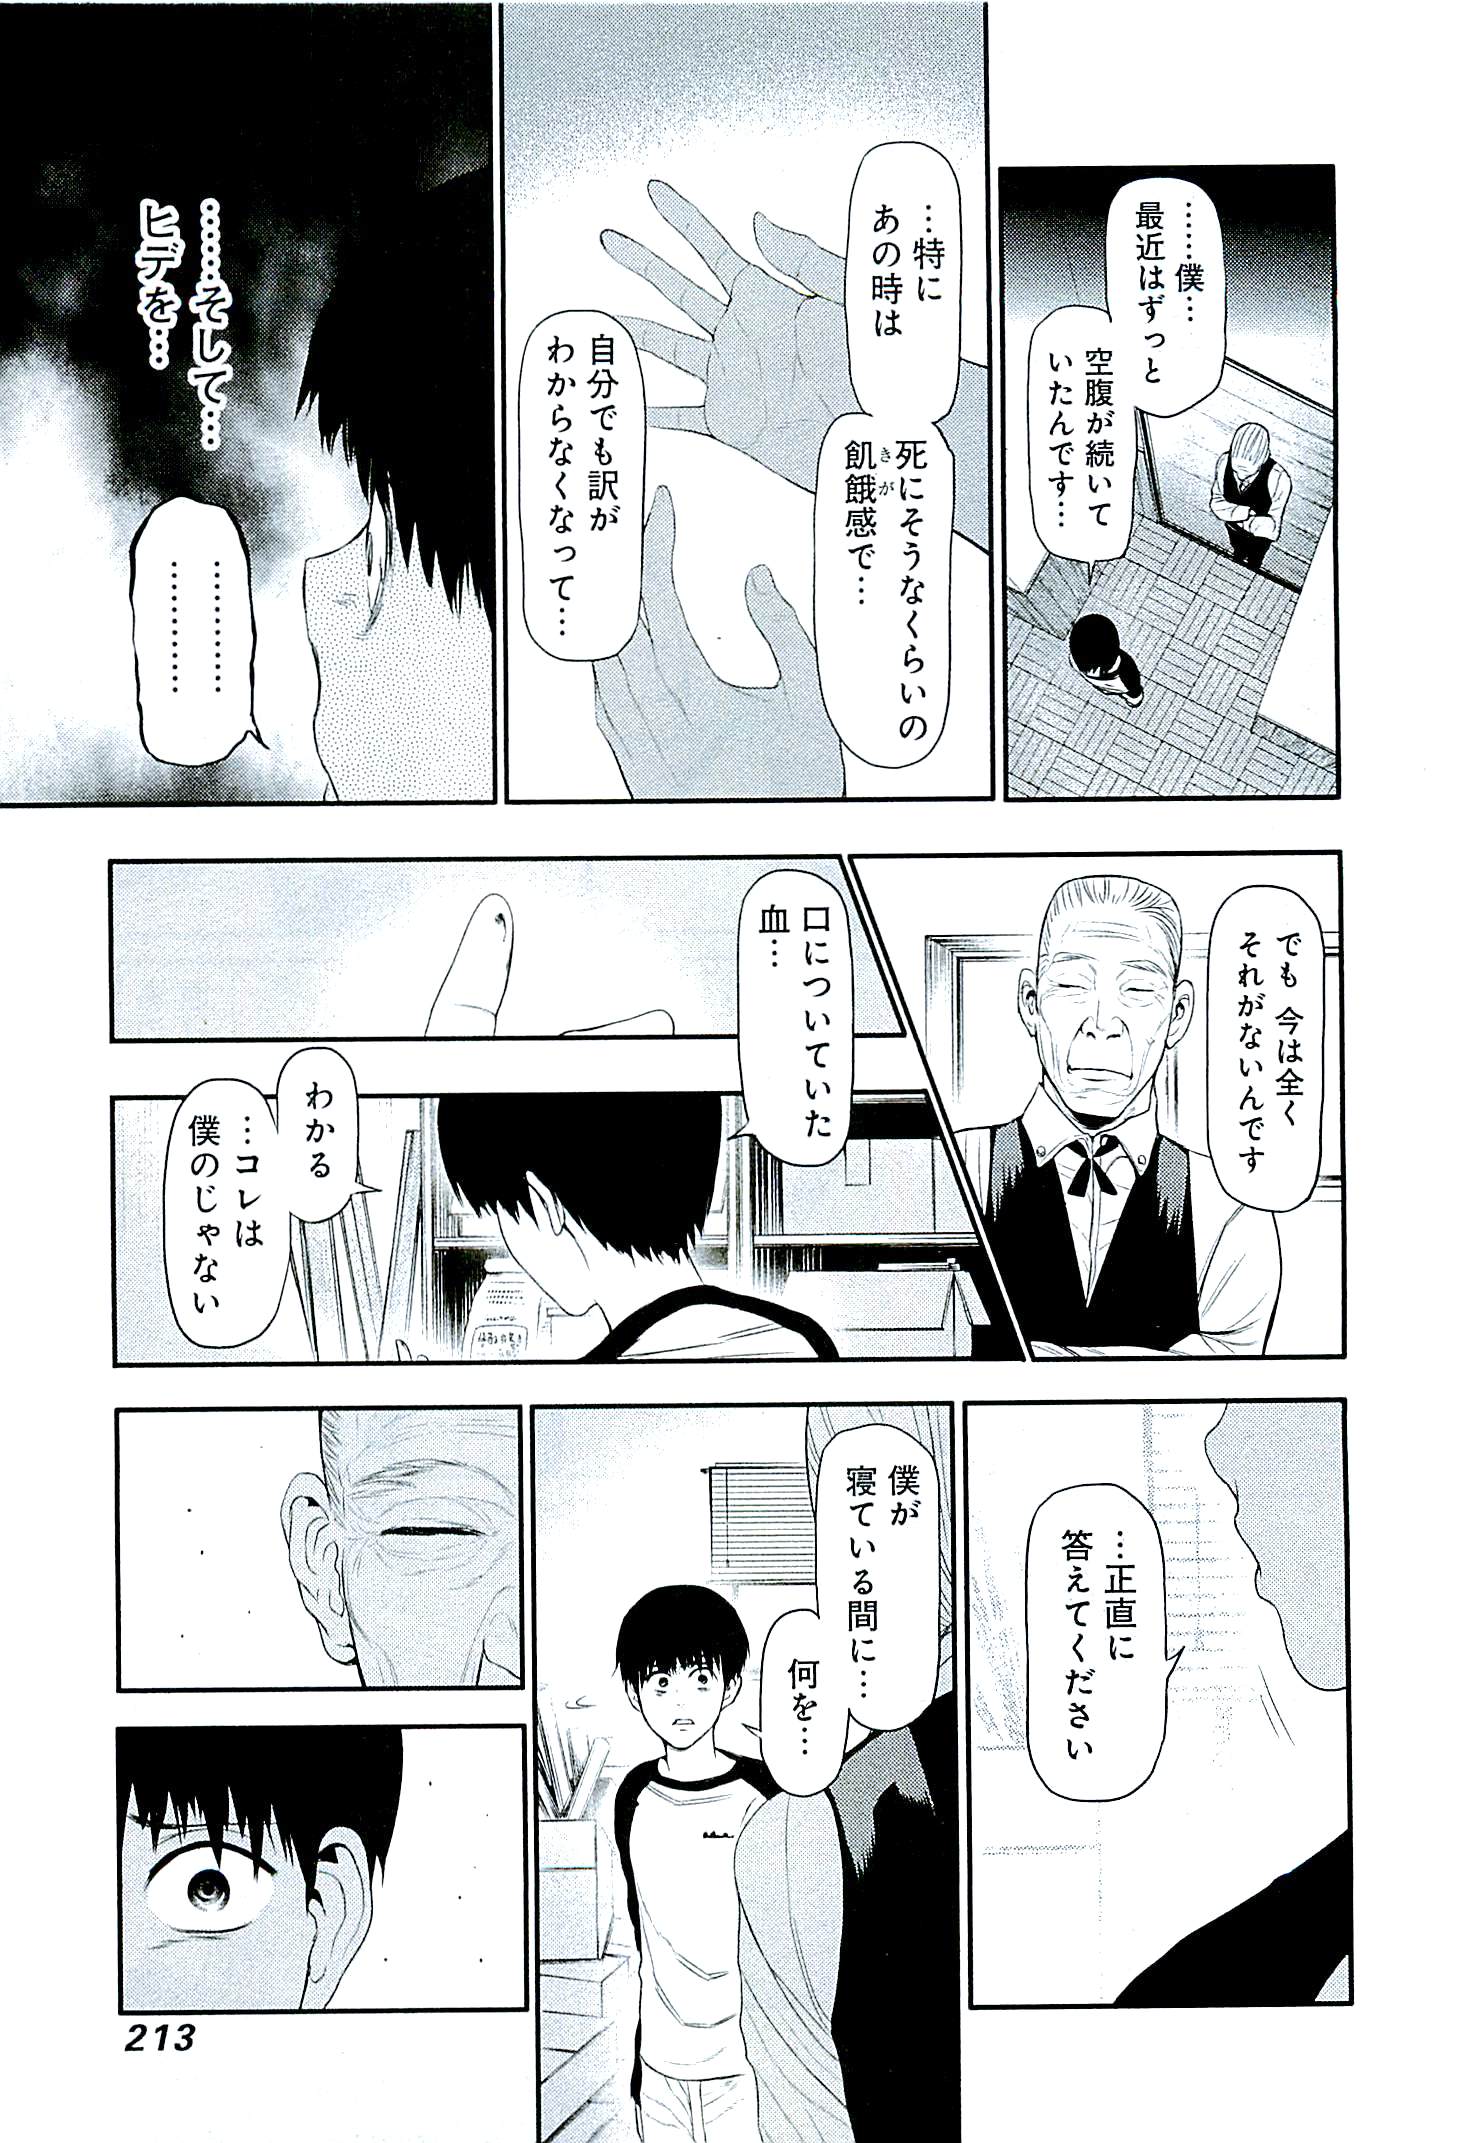 ……僕…
最近はずっと
空腹が続いて
いたんです…
…特に
あの時は
死にそうなくらいの
飢餓感で…
きが
自分でも訳が
わからなくなって…
……そして…
ヒデを…
…………
…………
でも 今は全く
それがないんです
口についていた
血…
わかる
…コレは
僕のじゃない
…正直に
答えてください
僕が
寝ている間に…
何を…
213